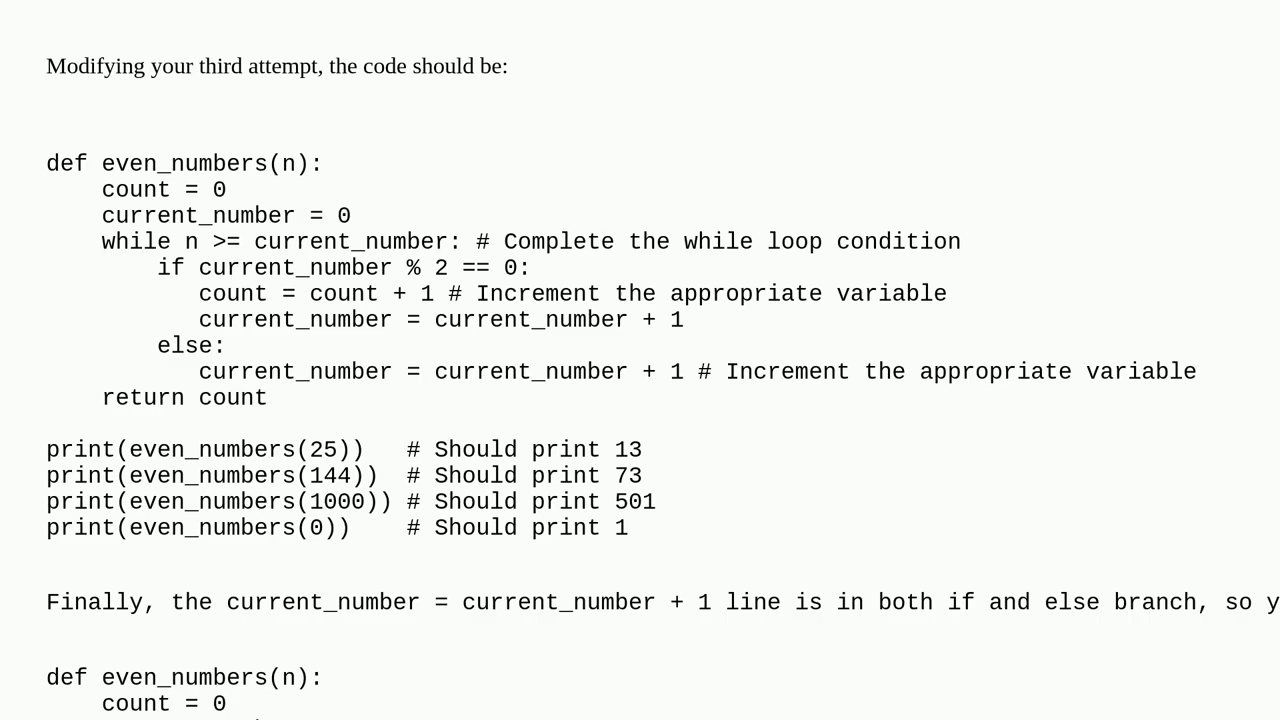 Modifying your third attempt, the code should be:
def even_numbers(n):
    count = 0
    current_number = 0
    while n >= current_number: # Complete the while loop condition
        if current_number % 2 == 0:
           count = count + 1 # Increment the appropriate variable
           current_number = current_number + 1
        else:
           current_number = current_number + 1 # Increment the appropriate variable
    return count
print(even_numbers(25))   # Should print 13
print(even_numbers(144))  # Should print 73
print(even_numbers(1000)) # Should print 501
print(even_numbers(0))    # Should print 1
Finally, the current_number = current_number + 1 line is in both if and else branch, so
def even_numbers(n):
    count = 0